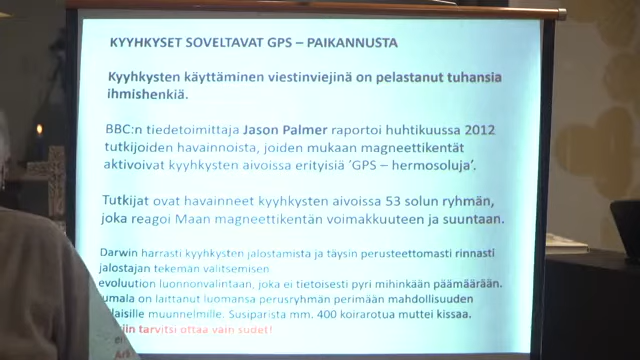 KYYHKYSET SOVELTAVAT GPS – PAIKANNUSTA
Kyyhkysten käyttäminen viestinviejinä on pelastanut tuhansia
ihmishenkiä.
BBC:n tiedetoimittaja Jason Palmer raportoi huhtikuussa 2012
tutkijoiden havainnoista, joiden mukaan magneettikentät
aktivoivat kyyhkysten aivoissa erityisiä 'GPS – hermosoluja'.
Tutkijat ovat havainneet kyyhkysten aivoissa 53 solun ryhmän,
joka reagoi Maan magneettikentän voimakkuuteen ja suuntaan.
Darwin harrasti kyyhkysten jalostamista ja täysin perusteettomasti rinnasti
jalostajan tekemän valitsemisen
evoluution luonnonvalintaan, joka ei tietoisesti pyri mihinkään päämäärään.
umala on laittanut luomansa perusryhmän perimään mahdollisuuden
laisille muunnelmille. Susiparista mm. 400 koirarotua muttei kissaa.
tarvitsi ottaa vain sudet!